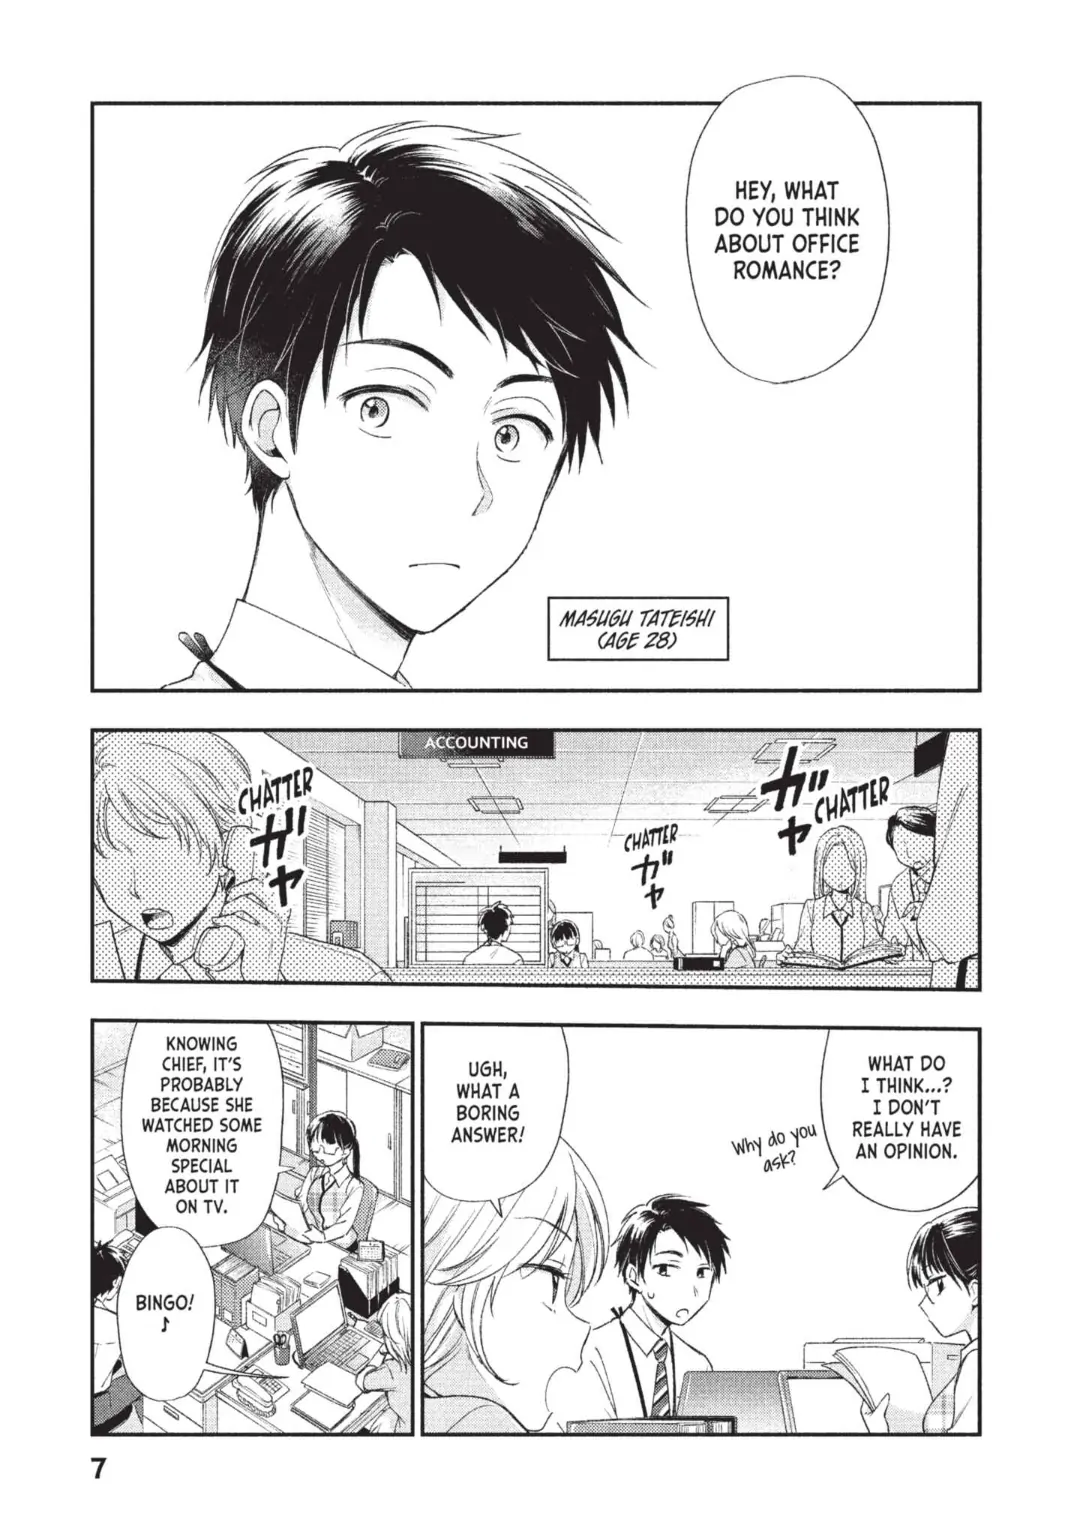 HEY, WHAT
DO YOU THINK
ABOUT OFFICE
ROMANCE?
MASUGU TATEISHI
(AGE 28)
ACCOUNTING
CHATTER
ガヤ
CHATTER
ガヤ
CHATTER
ガヤ
WHAT DO
I THINK...?
I DON'T
REALLY HAVE
AN OPINION.
Why do you
ask?
UGH,
WHAT A
BORING
ANSWER!
KNOWING
CHIEF, IT'S
PROBABLY
BECAUSE SHE
WATCHED SOME
MORNING
SPECIAL
ABOUT IT
ON TV.
BINGO!
♪
7